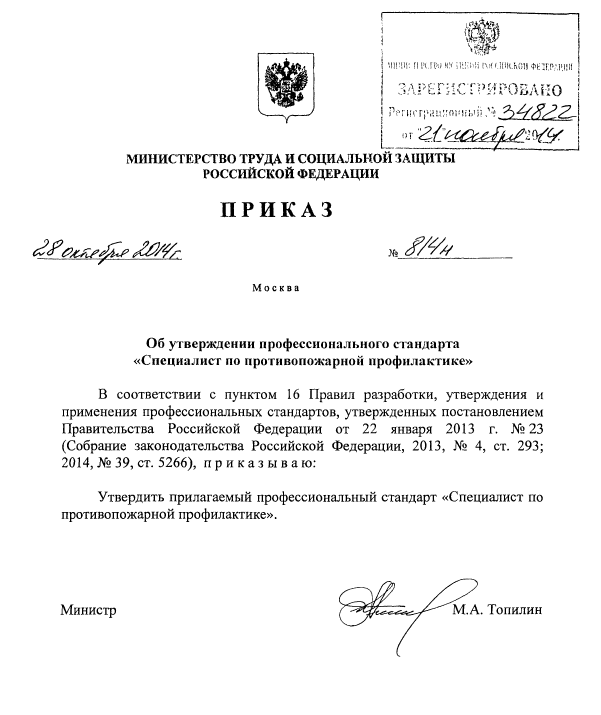 МИНИСТЕРСТВО ЮСТИЦИИ РОССИЙСКОЙ ФЕДЕРАЦИИ
ЗАРЕГИСТРИРОВАНО
Регистрационный № 34822
от "21" ноября 2014.
МИНИСТЕРСТВО ТРУДА И СОЦИАЛЬНОЙ ЗАЩИТЫ
РОССИЙСКОЙ ФЕДЕРАЦИИ
ПРИКАЗ
28 октября 2014г. № 814н
Москва
Об утверждении профессионального стандарта
«Специалист по противопожарной профилактике»
В соответствии с пунктом 16 Правил разработки, утверждения и
применения профессиональных стандартов, утвержденных постановлением
Правительства Российской Федерации от 22 января 2013 г. № 23
(Собрание законодательства Российской Федерации, 2013, № 4, ст. 293;
2014, № 39, ст. 5266), приказываю:
Утвердить прилагаемый профессиональный стандарт «Специалист по
противопожарной профилактике».
Министр М.А. Топилин